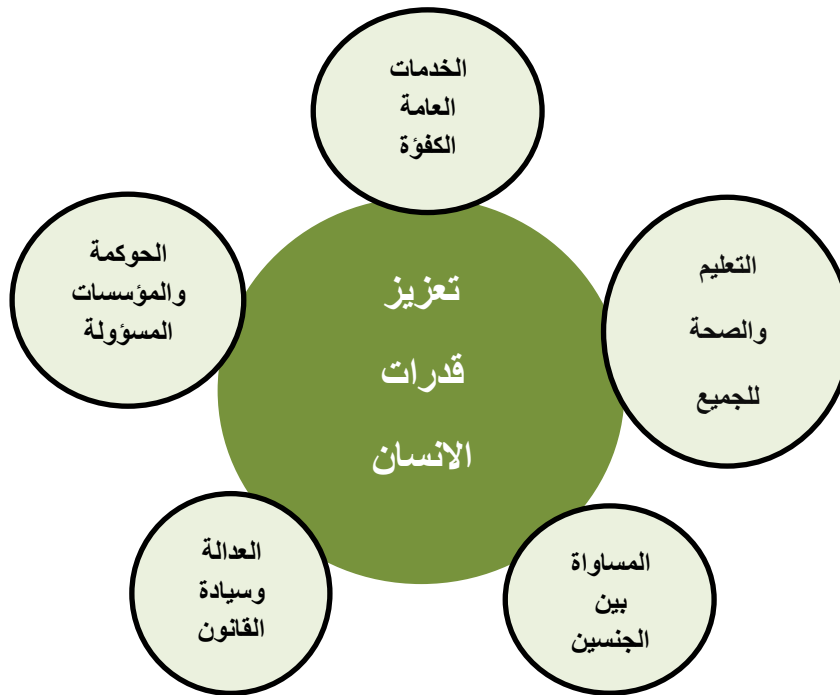 الخدمات
العامة
الكفؤة
الحوكمة
والمؤسسات
المسؤولة
تعزيز
قدرات
الانسان
التعليم
والصحة
للجميع
العدالة
وسيادة
القانون
المساواة
بين
الجنسين